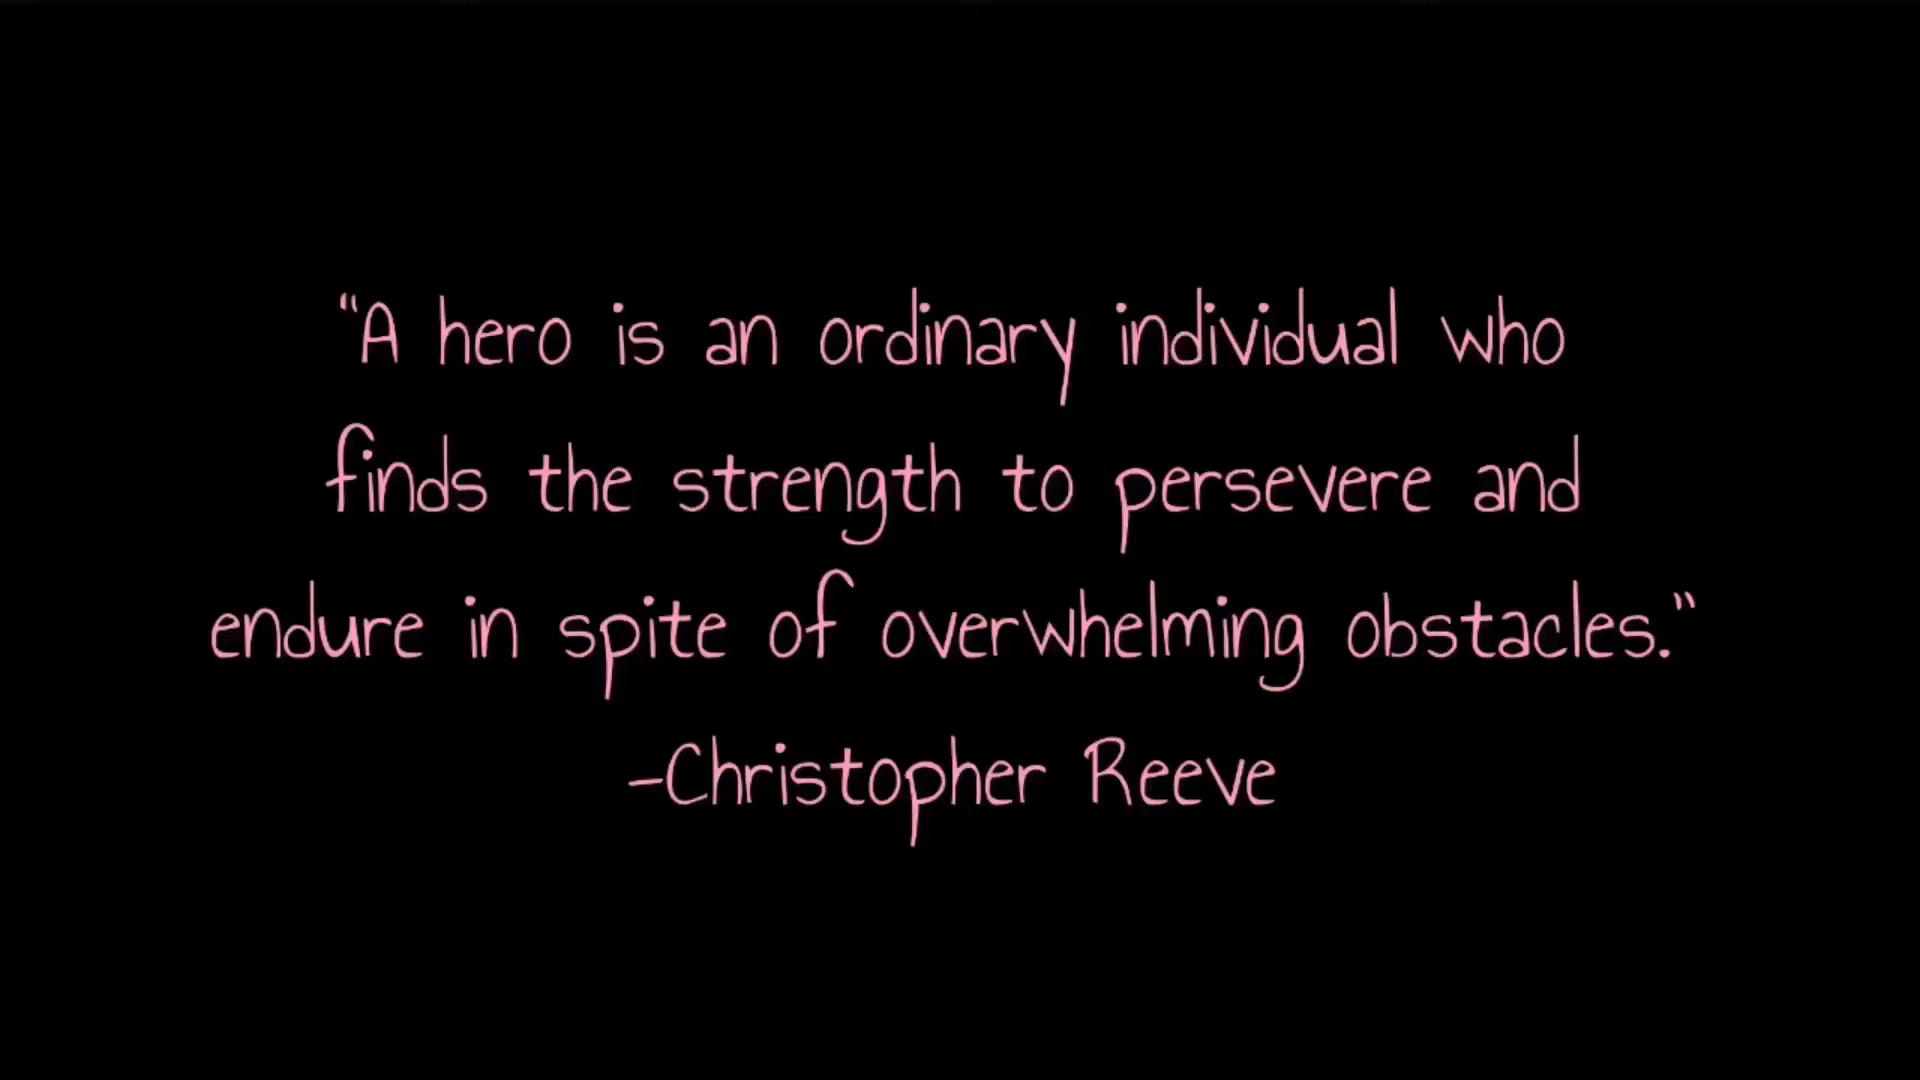 "A hero is an ordinary individual who
finds the strength to persevere and
endure in spite of overwhelming obstacles."
-Christopher Reeve